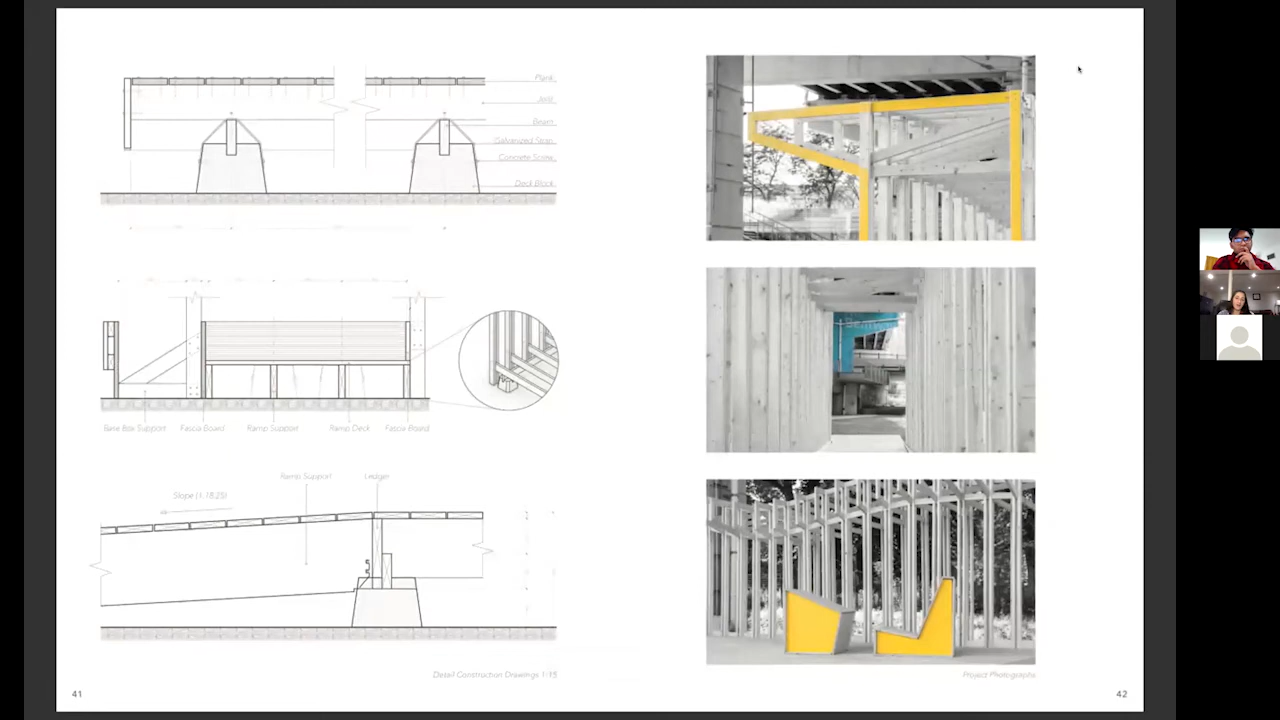 Plank
Joist
Beam
Galvanized Strap
Concrete Screw
Deck Block
Base Box Support
Fascia Board
Ramp Support
Ramp Deck
Fascia Board
Ramp Support
Ledger
Slope (1:18.25)
Detail Construction Drawings 1:15
41
Project Photographs
42